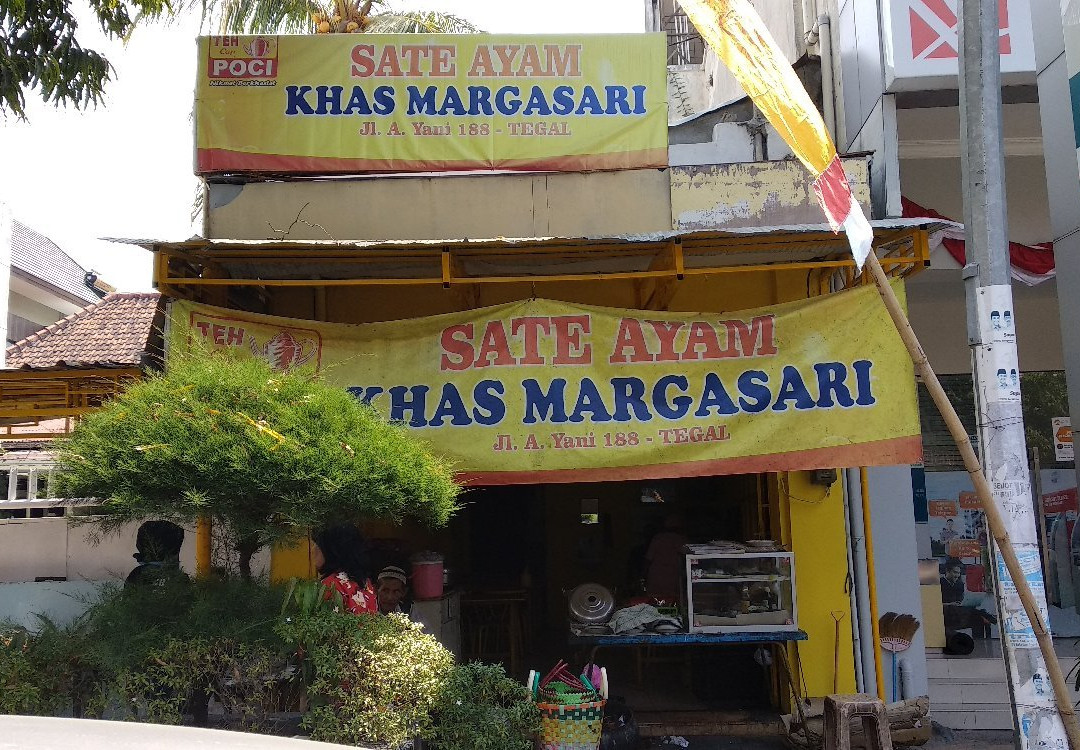 TEH
Cap
POCI
SATE AYAM
KHAS MARGASARI
Jl. A. Yani 188 - TEGAL
TEH
SATE AYAM
KHAS MARGASARI
Jl. A. Yani 188 - TEGAL